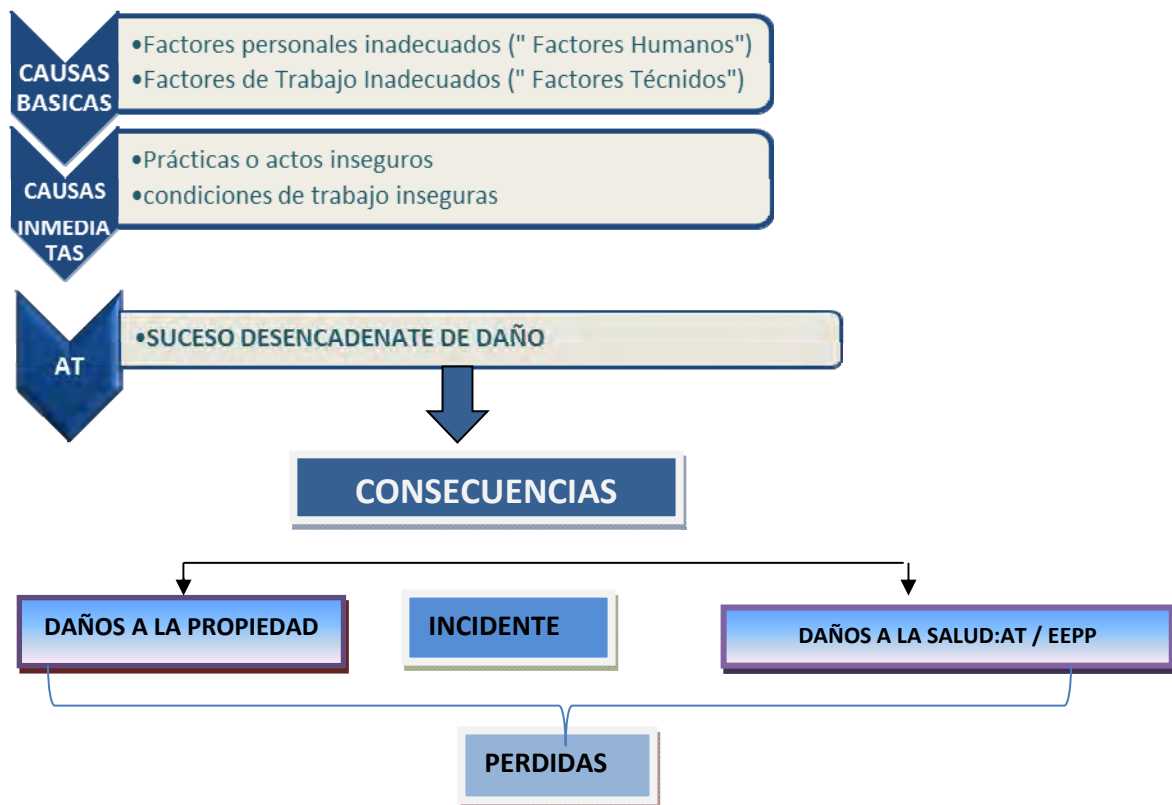 CAUSAS
BASICAS
•Factores personales inadecuados (" Factores Humanos")
•Factores de Trabajo Inadecuados (" Factores Técnidos")
CAUSAS
INMEDIA
TAS
•Prácticas o actos inseguros
•condiciones de trabajo inseguras
AT
•SUCESO DESENCADENATE DE DAÑO
CONSECUENCIAS
DAÑOS A LA PROPIEDAD
INCIDENTE
DAÑOS A LA SALUD:AT / EEPP
PERDIDAS